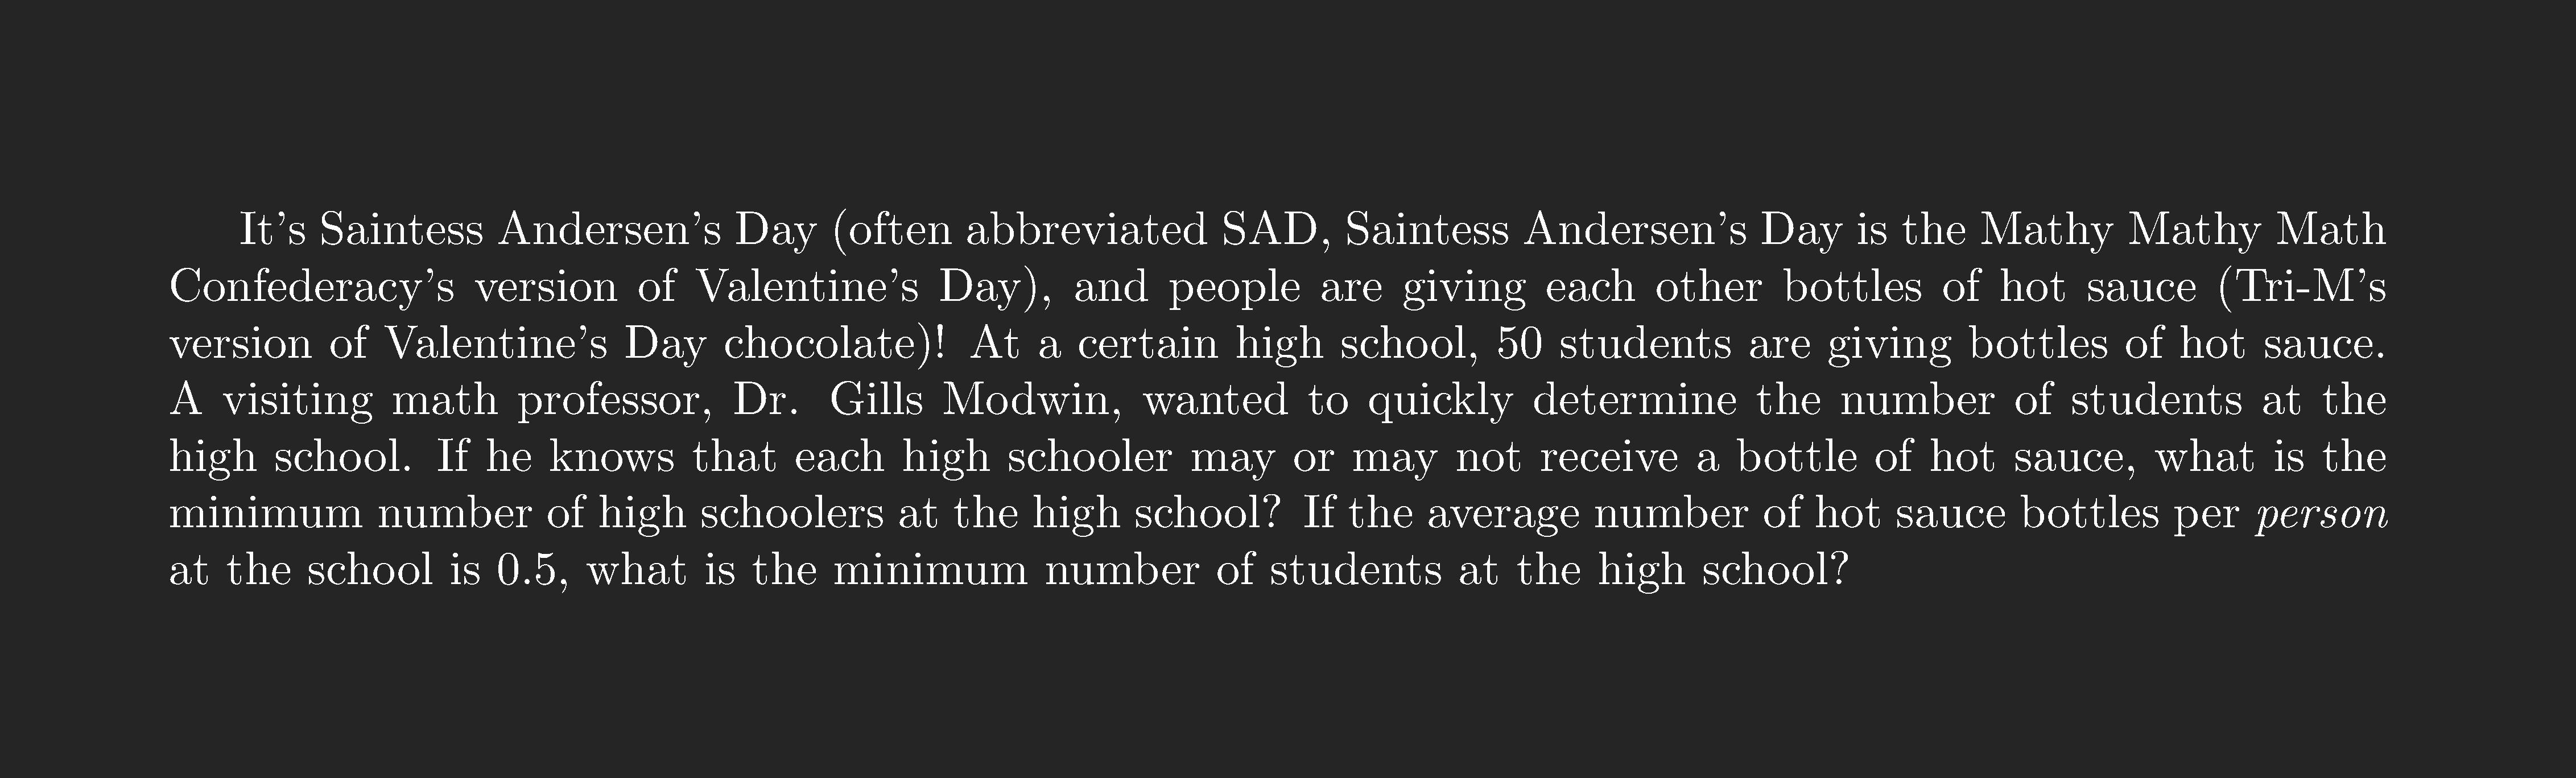 It's Saintess Andersen's Day (often abbreviated SAD, Saintess Andersen's Day is the Mathy Mathy Math
Confederacy's version of Valentine's Day), and people are giving each other bottles of hot sauce (Tri-M's
version of Valentine's Day chocolate)! At a certain high school, 50 students are giving bottles of hot sauce.
A visiting math professor, Dr. Gills Modwin, wanted to quickly determine the number of students at the
high school. If he knows that each high schooler may or may not receive a bottle of hot sauce, what is the
minimum number of high schoolers at the high school? If the average number of hot sauce bottles per person
at the school is 0.5, what is the minimum number of students at the high school?